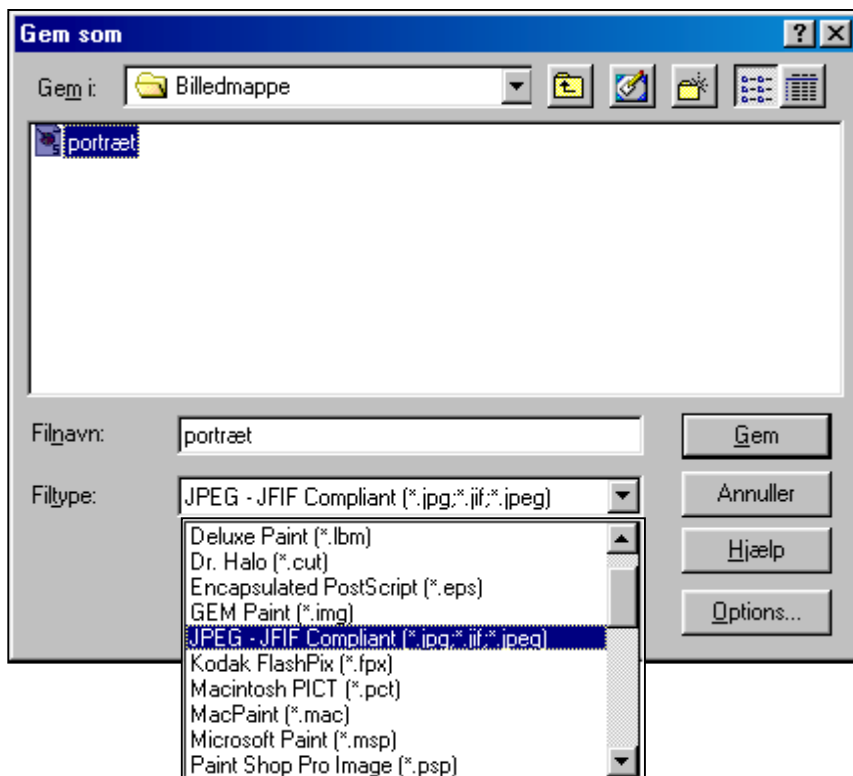 Gem som
Gem i: Billedmappe
portræt
Filnavn: portræt Gem
Filtype: JPEG - JFIF Compliant (*.jpg;*.jif;*.jpeg) Annuller
Deluxe Paint (*.lbm)
Dr. Halo (*.cut)
Encapsulated PostScript (*.eps)
GEM Paint (*.img)
JPEG - JFIF Compliant (*.jpg;*.jif;*.jpeg)
Kodak FlashPix (*.fpx)
Macintosh PICT (*.pct)
MacPaint (*.mac)
Microsoft Paint (*.msp)
Paint Shop Pro Image (*.psp)
Hjælp
Options...